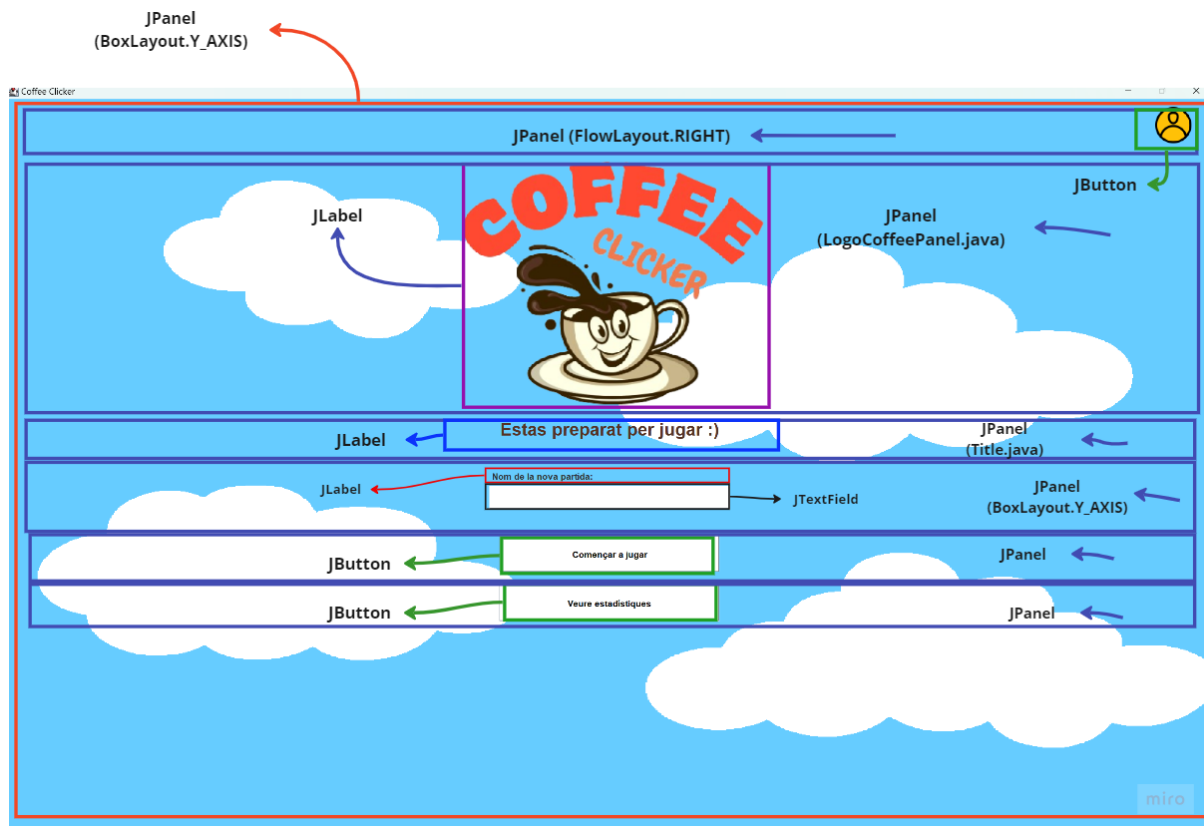 JPanel
(BoxLayout.Y_AXIS)
Coffee Clicker
JPanel (FlowLayout.RIGHT)
JButton
JLabel
COFFEE
CLICKER
JPanel
(LogoCoffeePanel.java)
Estas preparat per jugar :)
JLabel
JPanel
(Title.java)
Nom de la nova partida:
JLabel
JTextField
JPanel
(BoxLayout.Y_AXIS)
Començar a jugar
JButton
JPanel
Veure estadístiques
JButton
JPanel
miro